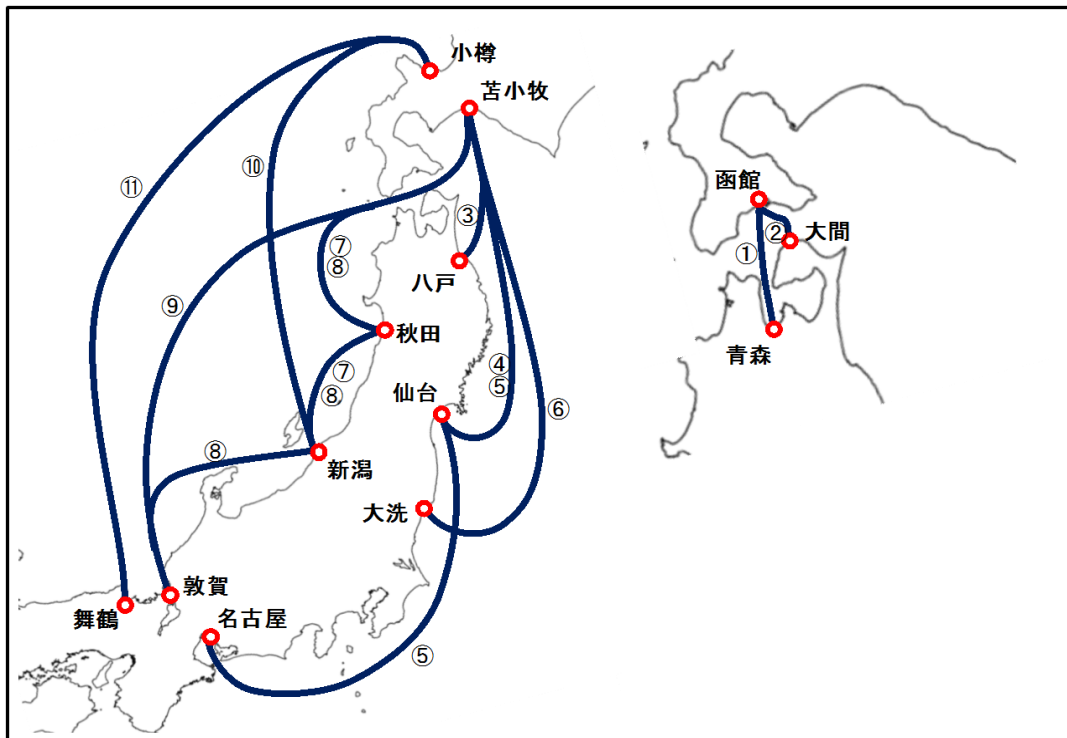 小樽
苫小牧
⑩
⑪
③
⑦
⑧
八戸
⑨
秋田
④
⑤
⑦
⑧
仙台
⑥
⑧
新潟
大洗
敦賀
舞鶴
名古屋
⑤
函館
②
大間
①
青森